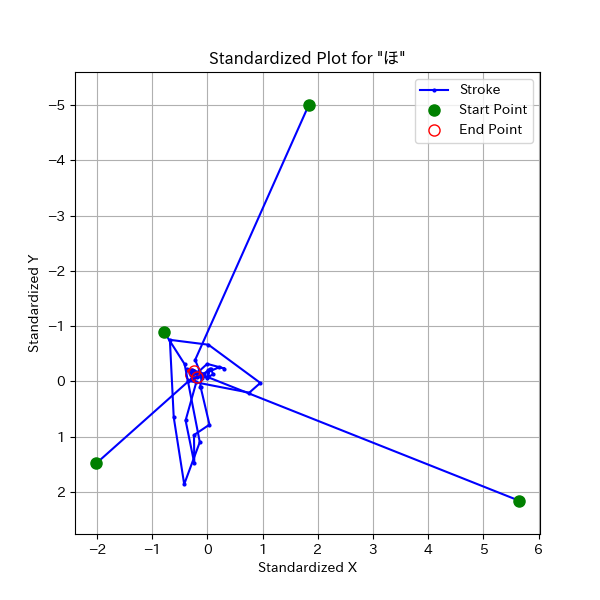 Standardized Plot for "ほ"
Stroke
Start Point
End Point
Standardized Y
−5
−4
−3
−2
−1
0
1
2
−2 −1 0 1 2 3 4 5 6
Standardized X